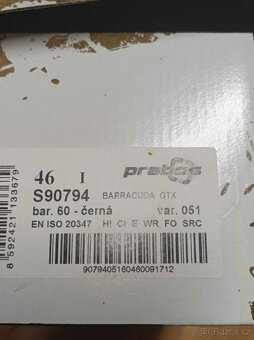 46 I
prabos
S90794 BARRACUDA GTX
bar. 60 - černá var. 051
EN ISO 20347 HI CI E WR FO SRC
8 592421 133679
9079405160460091712
bazos.cz